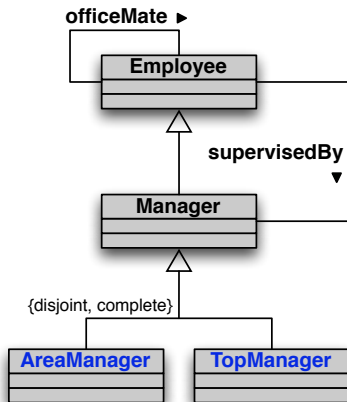 officeMate ►
Employee
supervisedBy
▼
Manager
{disjoint, complete}
AreaManager
TopManager